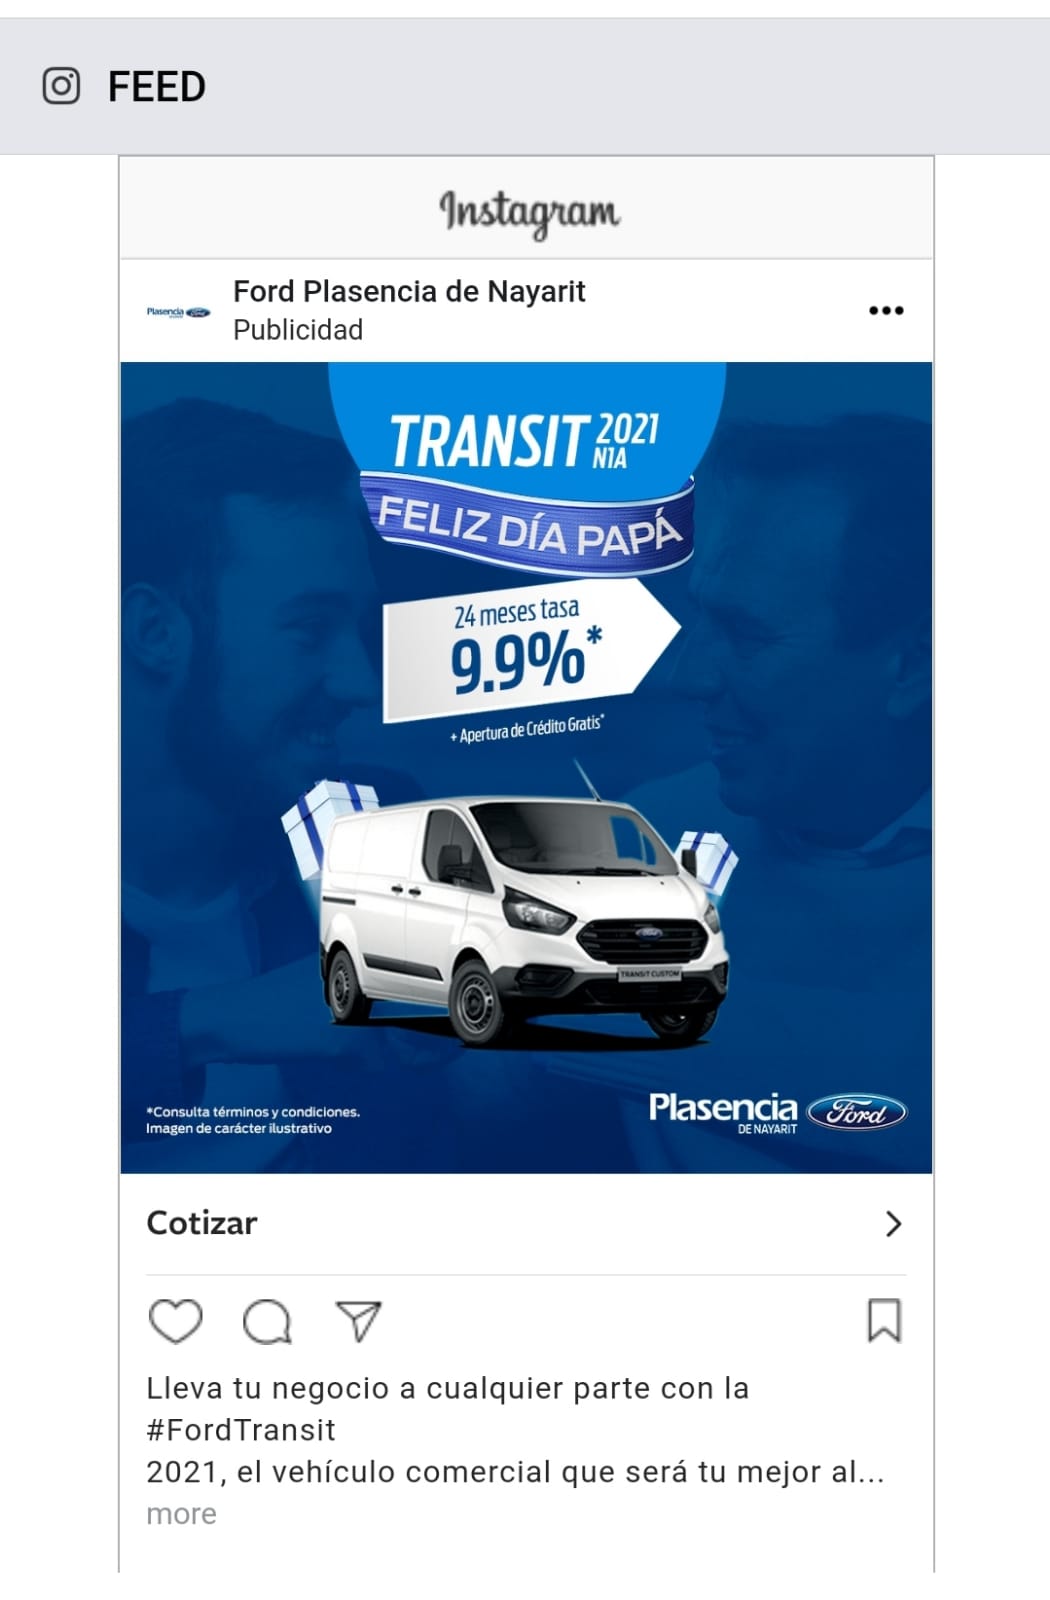 FEED
Instagram
Plasencia Ford
Ford Plasencia de Nayarit
Publicidad
TRANSIT 2021
N1A
FELIZ DÍA PAPÁ
24 meses tasa
9.9%*
+ Apertura de Crédito Gratis*
Ford
TRANSIT CUSTOM
*Consulta términos y condiciones.
Imagen de carácter ilustrativo
Plasencia Ford
DE NAYARIT
Cotizar
Lleva tu negocio a cualquier parte con la
#FordTransit
2021, el vehículo comercial que será tu mejor al...
more